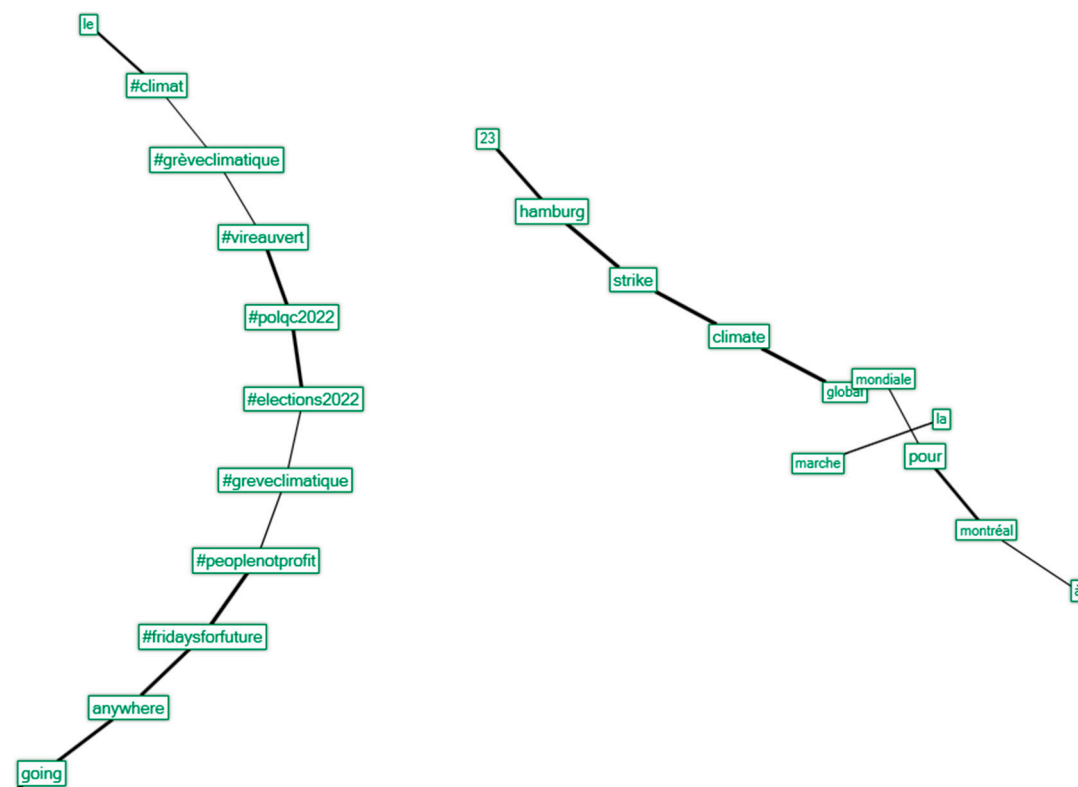 le
#climat
#grèveclimatique
#vireauvert
#polqc2022
#elections2022
#greveclimatique
#peoplenotprofit
#fridaysforfuture
anywhere
going
23
hamburg
strike
climate
global
mondiale
la
marche
pour
montréal